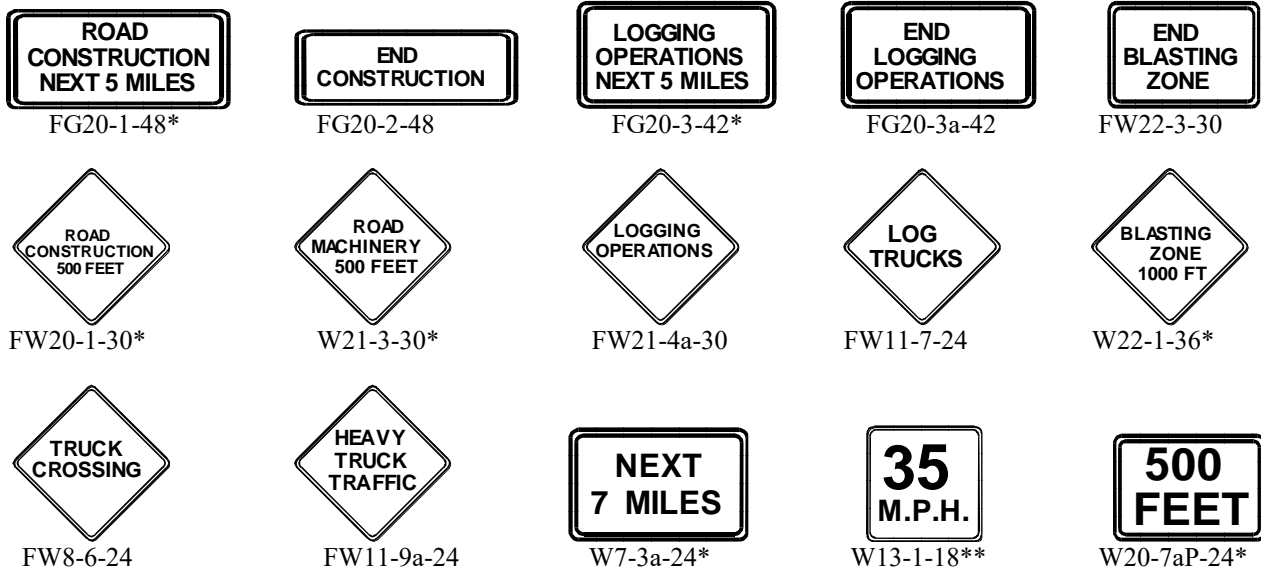 ROAD
CONSTRUCTION
NEXT 5 MILES
FG20-1-48*
END
CONSTRUCTION
FG20-2-48
LOGGING
OPERATIONS
NEXT 5 MILES
FG20-3-42*
END
LOGGING
OPERATIONS
FG20-3a-42
END
BLASTING
ZONE
FW22-3-30
ROAD
CONSTRUCTION
500 FEET
FW20-1-30*
ROAD
MACHINERY
500 FEET
W21-3-30*
LOGGING
OPERATIONS
FW21-4a-30
LOG
TRUCKS
FW11-7-24
BLASTING
ZONE
1000 FT
W22-1-36*
TRUCK
CROSSING
FW8-6-24
HEAVY
TRUCK
TRAFFIC
FW11-9a-24
NEXT
7 MILES
W7-3a-24*
35
M.P.H.
W13-1-18**
500
FEET
W20-7aP-24*